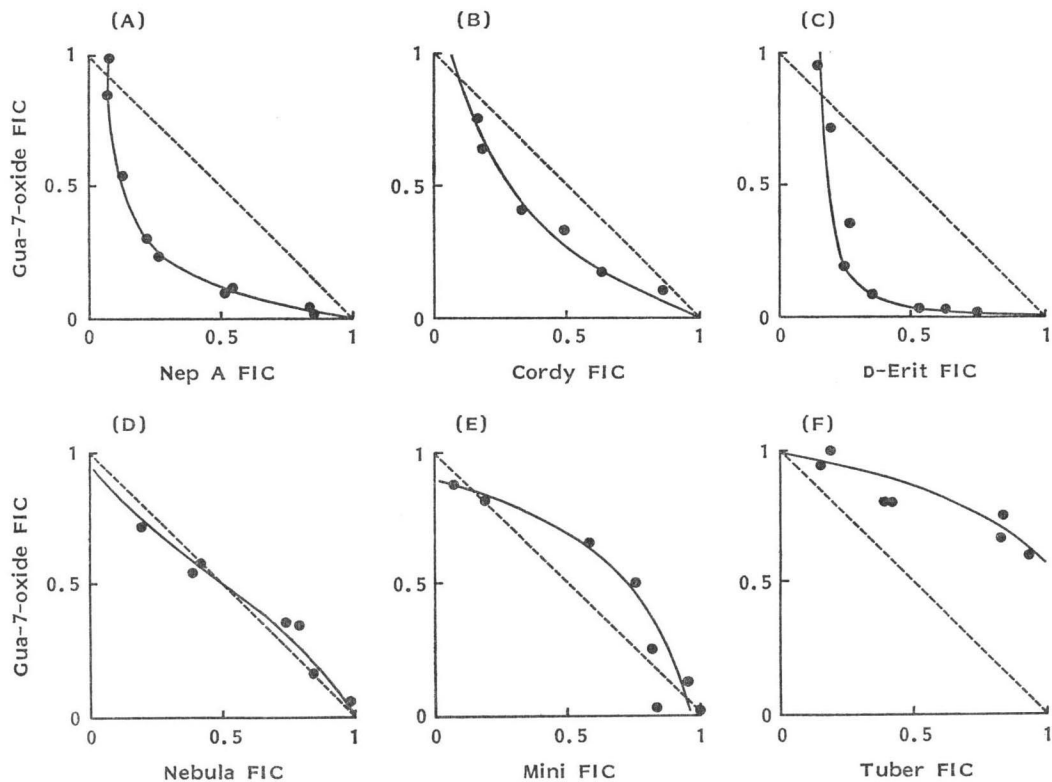 (A) (B) (C)
1 1 1
Gua-7-oxide FIC
0.5 0.5 0.5
0 0 0
0 0.5 1 0 0.5 1 0 0.5 1
Nep A FIC Cordy FIC D-Erit FIC
(D) (E) (F)
1 1 1
Gua-7-oxide FIC
0.5 0.5 0.5
0 0 0
0 0.5 1 0 0.5 1 0 0.5 1
Nebula FIC Mini FIC Tuber FIC